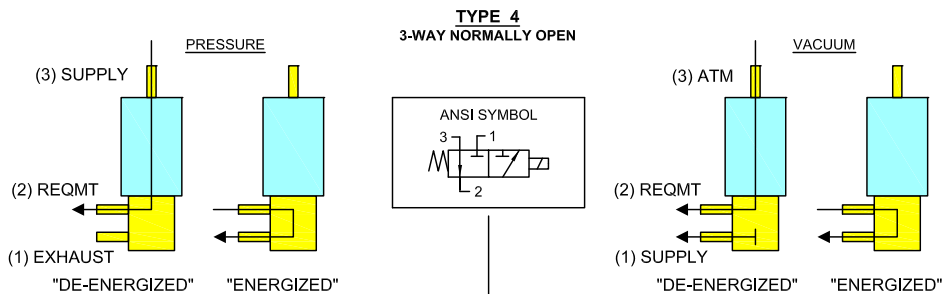 TYPE 4
3-WAY NORMALLY OPEN
PRESSURE
(3) SUPPLY
(2) REQMT
(1) EXHAUST
"DE-ENERGIZED" "ENERGIZED"
ANSI SYMBOL
3
1
2
VACUUM
(3) ATM
(2) REQMT
(1) SUPPLY
"DE-ENERGIZED" "ENERGIZED"